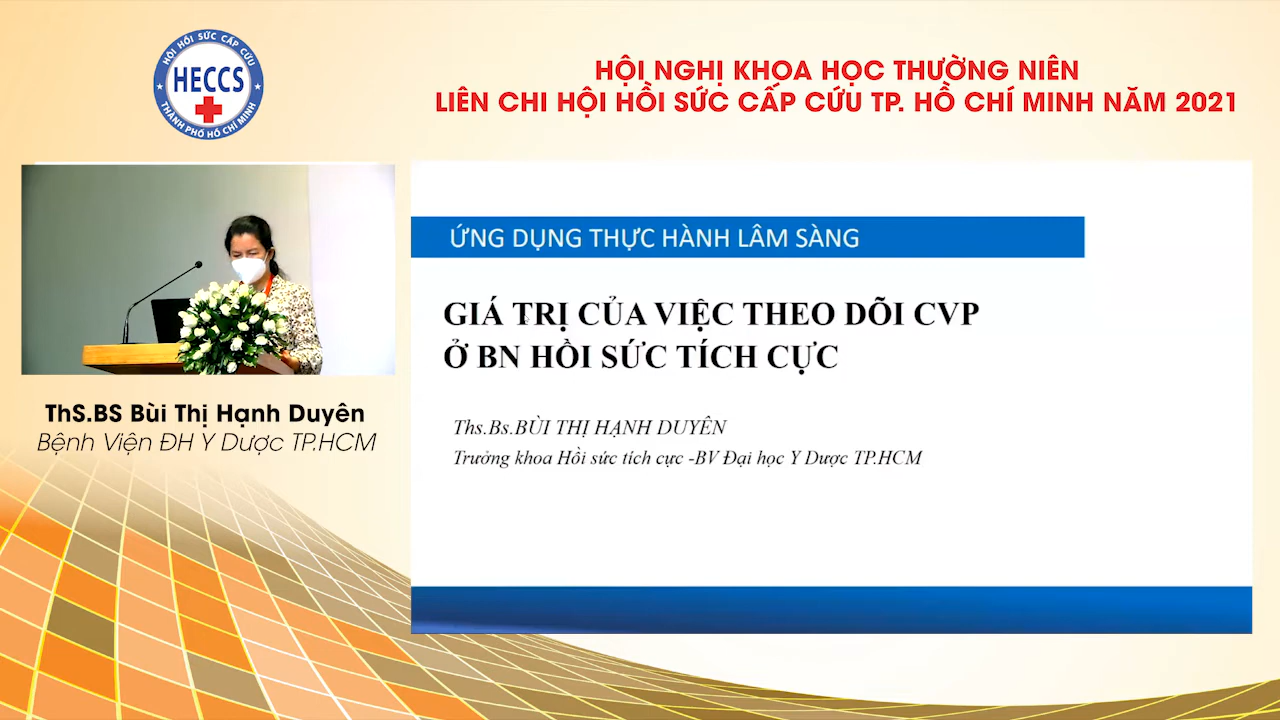 HỘI HỒI SỨC CẤP CỨU
HECCS
THÀNH PHỐ HỒ CHÍ MINH
HỘI NGHỊ KHOA HỌC THƯỜNG NIÊN
LIÊN CHI HỘI HỒI SỨC CẤP CỨU TP. HỒ CHÍ MINH NĂM 2021
ỨNG DỤNG THỰC HÀNH LÂM SÀNG
GIÁ TRỊ CỦA VIỆC THEO DÕI CVP
Ở BN HỒI SỨC TÍCH CỰC
Ths.Bs.BÙI THỊ HẠNH DUYÊN
Trưởng khoa Hồi sức tích cực -BV Đại học Y Dược TP.HCM
ThS.BS Bùi Thị Hạnh Duyên
Bệnh Viện ĐH Y Dược TP.HCM